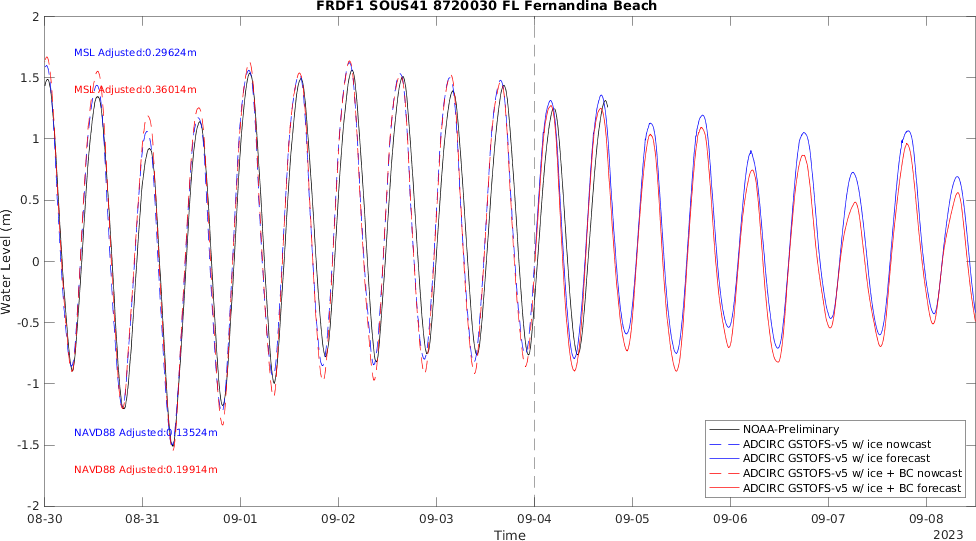 FRDF1 SOUS41 8720030 FL Fernandina Beach
2
1.5
1
0.5
0
-0.5
-1
-1.5
-2
Water Level (m)
MSL Adjusted:0.29624m
MSL Adjusted:0.36014m
NAVD88 Adjusted:0.13524m
NAVD88 Adjusted:0.19914m
NOAA-Preliminary
ADCIRC GSTOFS-v5 w/ ice nowcast
ADCIRC GSTOFS-v5 w/ ice forecast
ADCIRC GSTOFS-v5 w/ ice + BC nowcast
ADCIRC GSTOFS-v5 w/ ice + BC forecast
08-30 08-31 09-01 09-02 09-03 09-04 09-05 09-06 09-07 09-08
Time
2023